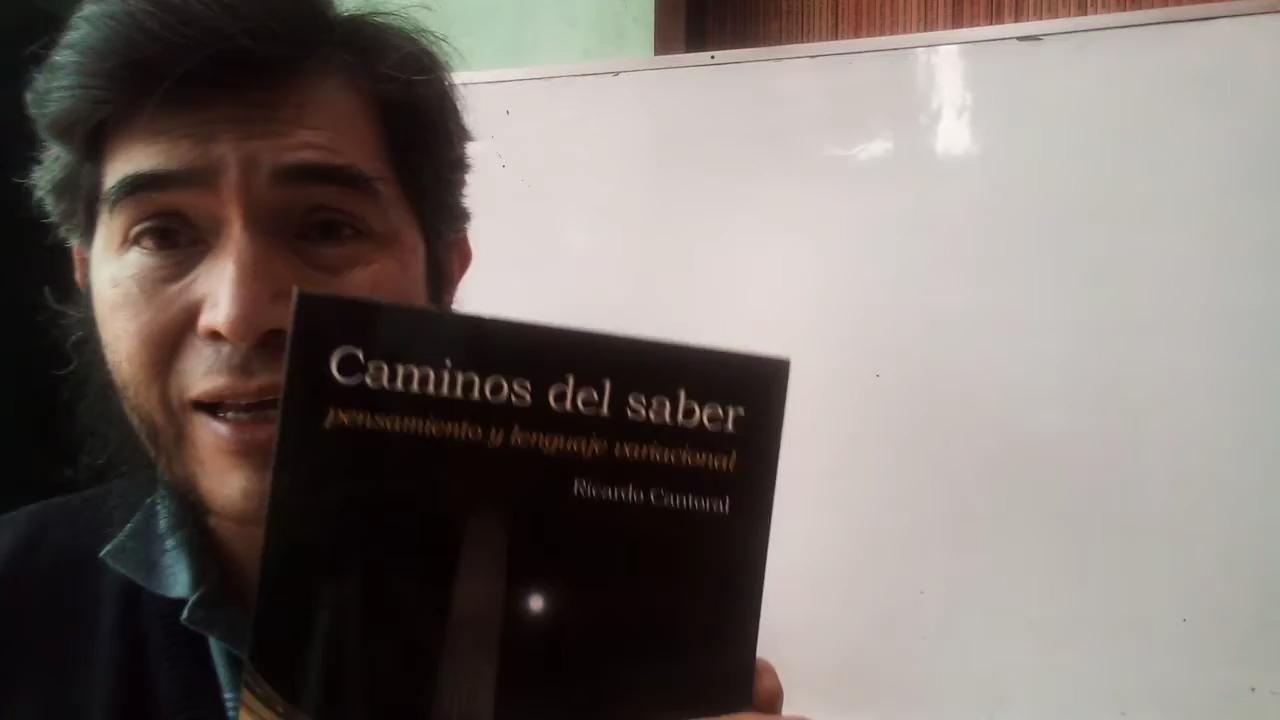 Caminos del saber
pensamiento y lenguaje variacional
Ricardo Cantoral